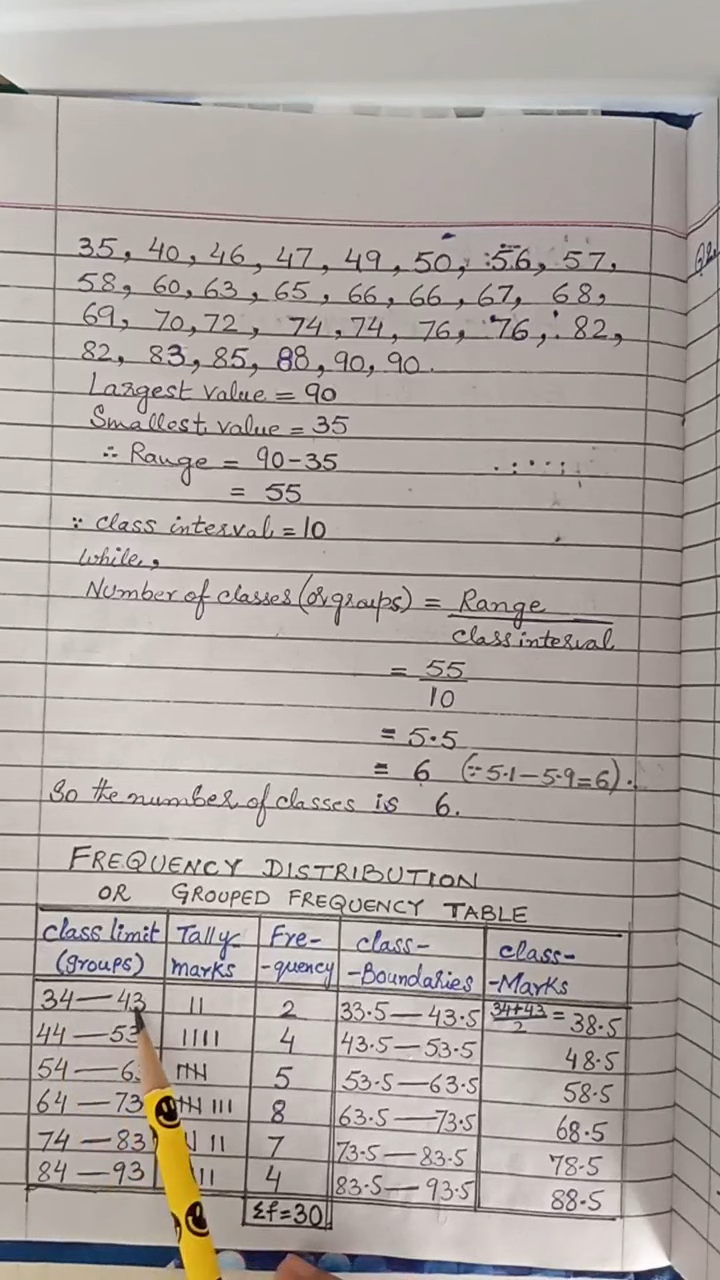 35, 40, 46, 47, 49, 50, 56, 57,
58, 60, 63, 65, 66, 66, 67, 68,
69, 70, 72, 74, 74, 76, 76, 82,
82, 83, 85, 88, 90, 90.
Largest value = 90
Smallest value = 35
∴ Range = 90-35
= 55
∵ class interval = 10
while,
Number of classes (or groups) = Range / class interval
= 55 / 10
= 5.5
= 6 (∵ 5.1-5.9=6).
So the number of classes is 6.
FREQUENCY DISTRIBUTION
OR GROUPED FREQUENCY TABLE
class limit (groups) | Tally marks | Fre- -quency | class- -Boundaries | class- -Marks
34-43 | II | 2 | 33.5-43.5 | 34+43 / 2 = 38.5
44-53 | IIII | 4 | 43.5-53.5 | 48.5
54-6 | 5 | 53.5-63.5 | 58.5
64-73 | III | 8 | 63.5-73.5 | 68.5
74-83 | II | 7 | 73.5-83.5 | 78.5
84-93 | 4 | 83.5-93.5 | 88.5
Σf=30